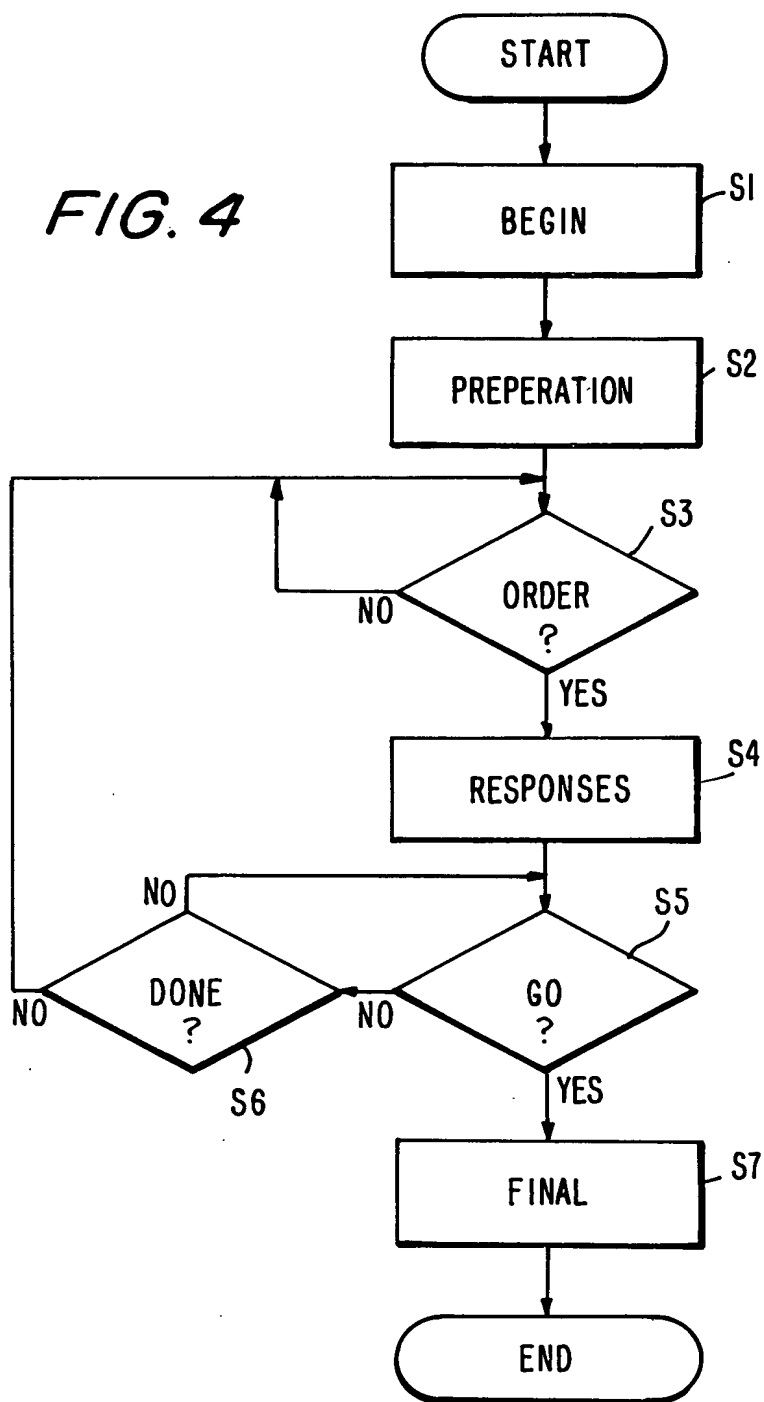 START
FIG. 4
S1
BEGIN
S2
PREPERATION
S3
ORDER
?
NO
YES
S4
RESPONSES
NO
S5
DONE
?
NO
GO
?
NO
S6
YES
S7
FINAL
END